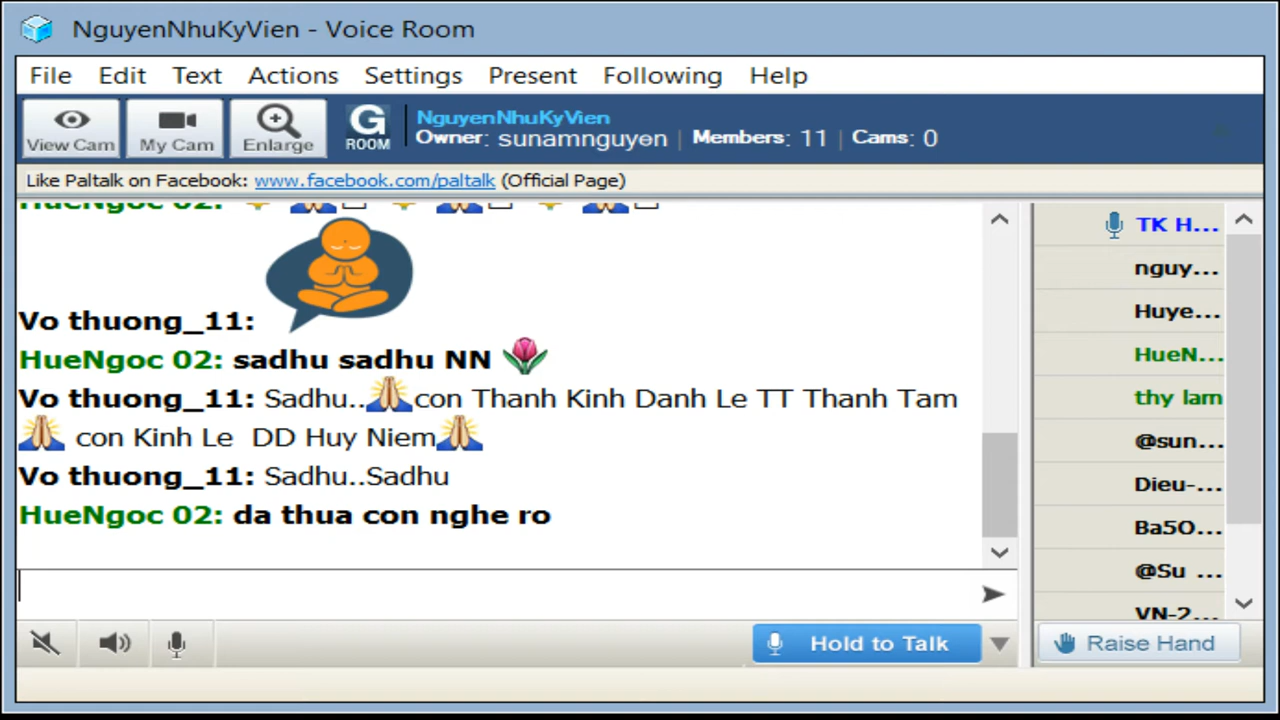 NguyenNhuKyVien - Voice Room
File Edit Text Actions Settings Present Following Help
View Cam My Cam Enlarge G ROOM
NguyenNhuKyVien
Owner: sunamnguyen | Members: 11 | Cams: 0
Like Paltalk on Facebook: www.facebook.com/paltalk (Official Page)
HueNgoc 02:
Vo thuong_11:
HueNgoc 02: sadhu sadhu NN
Vo thuong_11: Sadhu.. con Thanh Kinh Danh Le TT Thanh Tam
con Kinh Le DD Huy Niem
Vo thuong_11: Sadhu..Sadhu
HueNgoc 02: da thua con nghe ro
TK H...
nguy...
Huye...
HueN...
thy lam
@sun...
Dieu-...
Ba5O...
@Su ...
VN-2...
Hold to Talk
Raise Hand